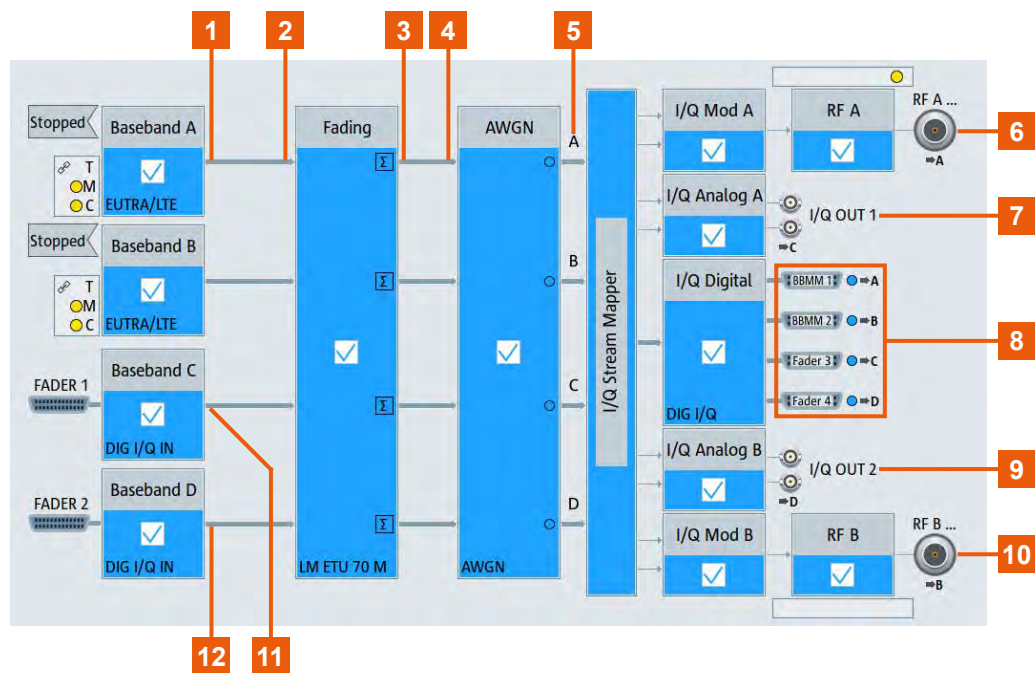 1
2
3
4
5
Stopped
Baseband A
T
M
C
EUTRA/LTE
Stopped
Baseband B
T
M
C
EUTRA/LTE
FADER 1
Baseband C
DIG I/Q IN
FADER 2
Baseband D
DIG I/Q IN
Fading
Σ
Σ
Σ
Σ
LM ETU 70 M
AWGN
AWGN
A
B
C
D
I/Q Stream Mapper
I/Q Mod A
RF A
RF A ...
➡A
6
I/Q Analog A
I/Q OUT 1
➡C
7
I/Q Digital
DIG I/Q
BBMM 1 ➡A
BBMM 2 ➡B
Fader 3 ➡C
Fader 4 ➡D
8
I/Q Analog B
I/Q OUT 2
➡D
9
I/Q Mod B
RF B
RF B ...
➡B
10
12
11